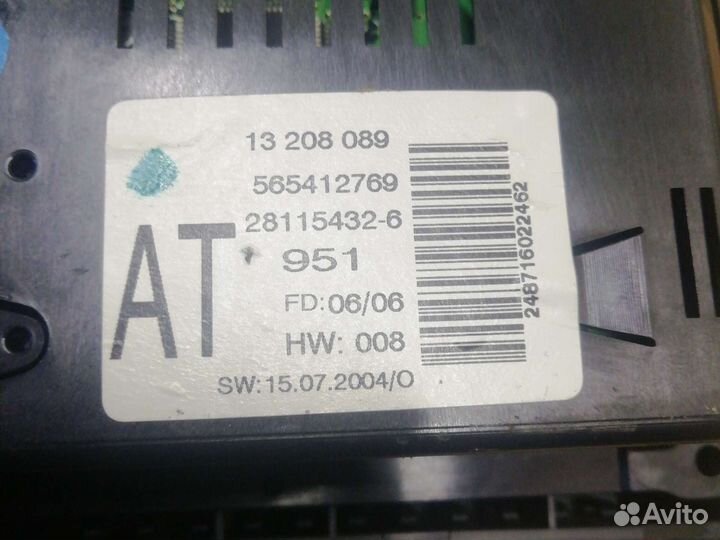 13 208 089
565412769
28115432-6
951
AT
FD:06/06
HW: 008
SW:15.07.2004/O
248716022462
Avito